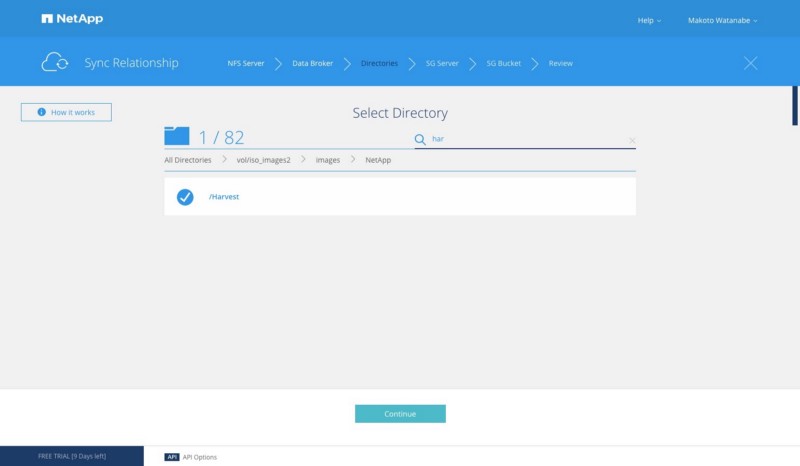 NetApp
Help
Makoto Watanabe
Sync Relationship
NFS Server
Data Broker
Directories
SG Server
SG Bucket
Review
i How it works
Select Directory
1 / 82
har
All Directories
vol/iso_images2
images
NetApp
/Harvest
Continue
FREE TRIAL [9 Days left]
API API Options